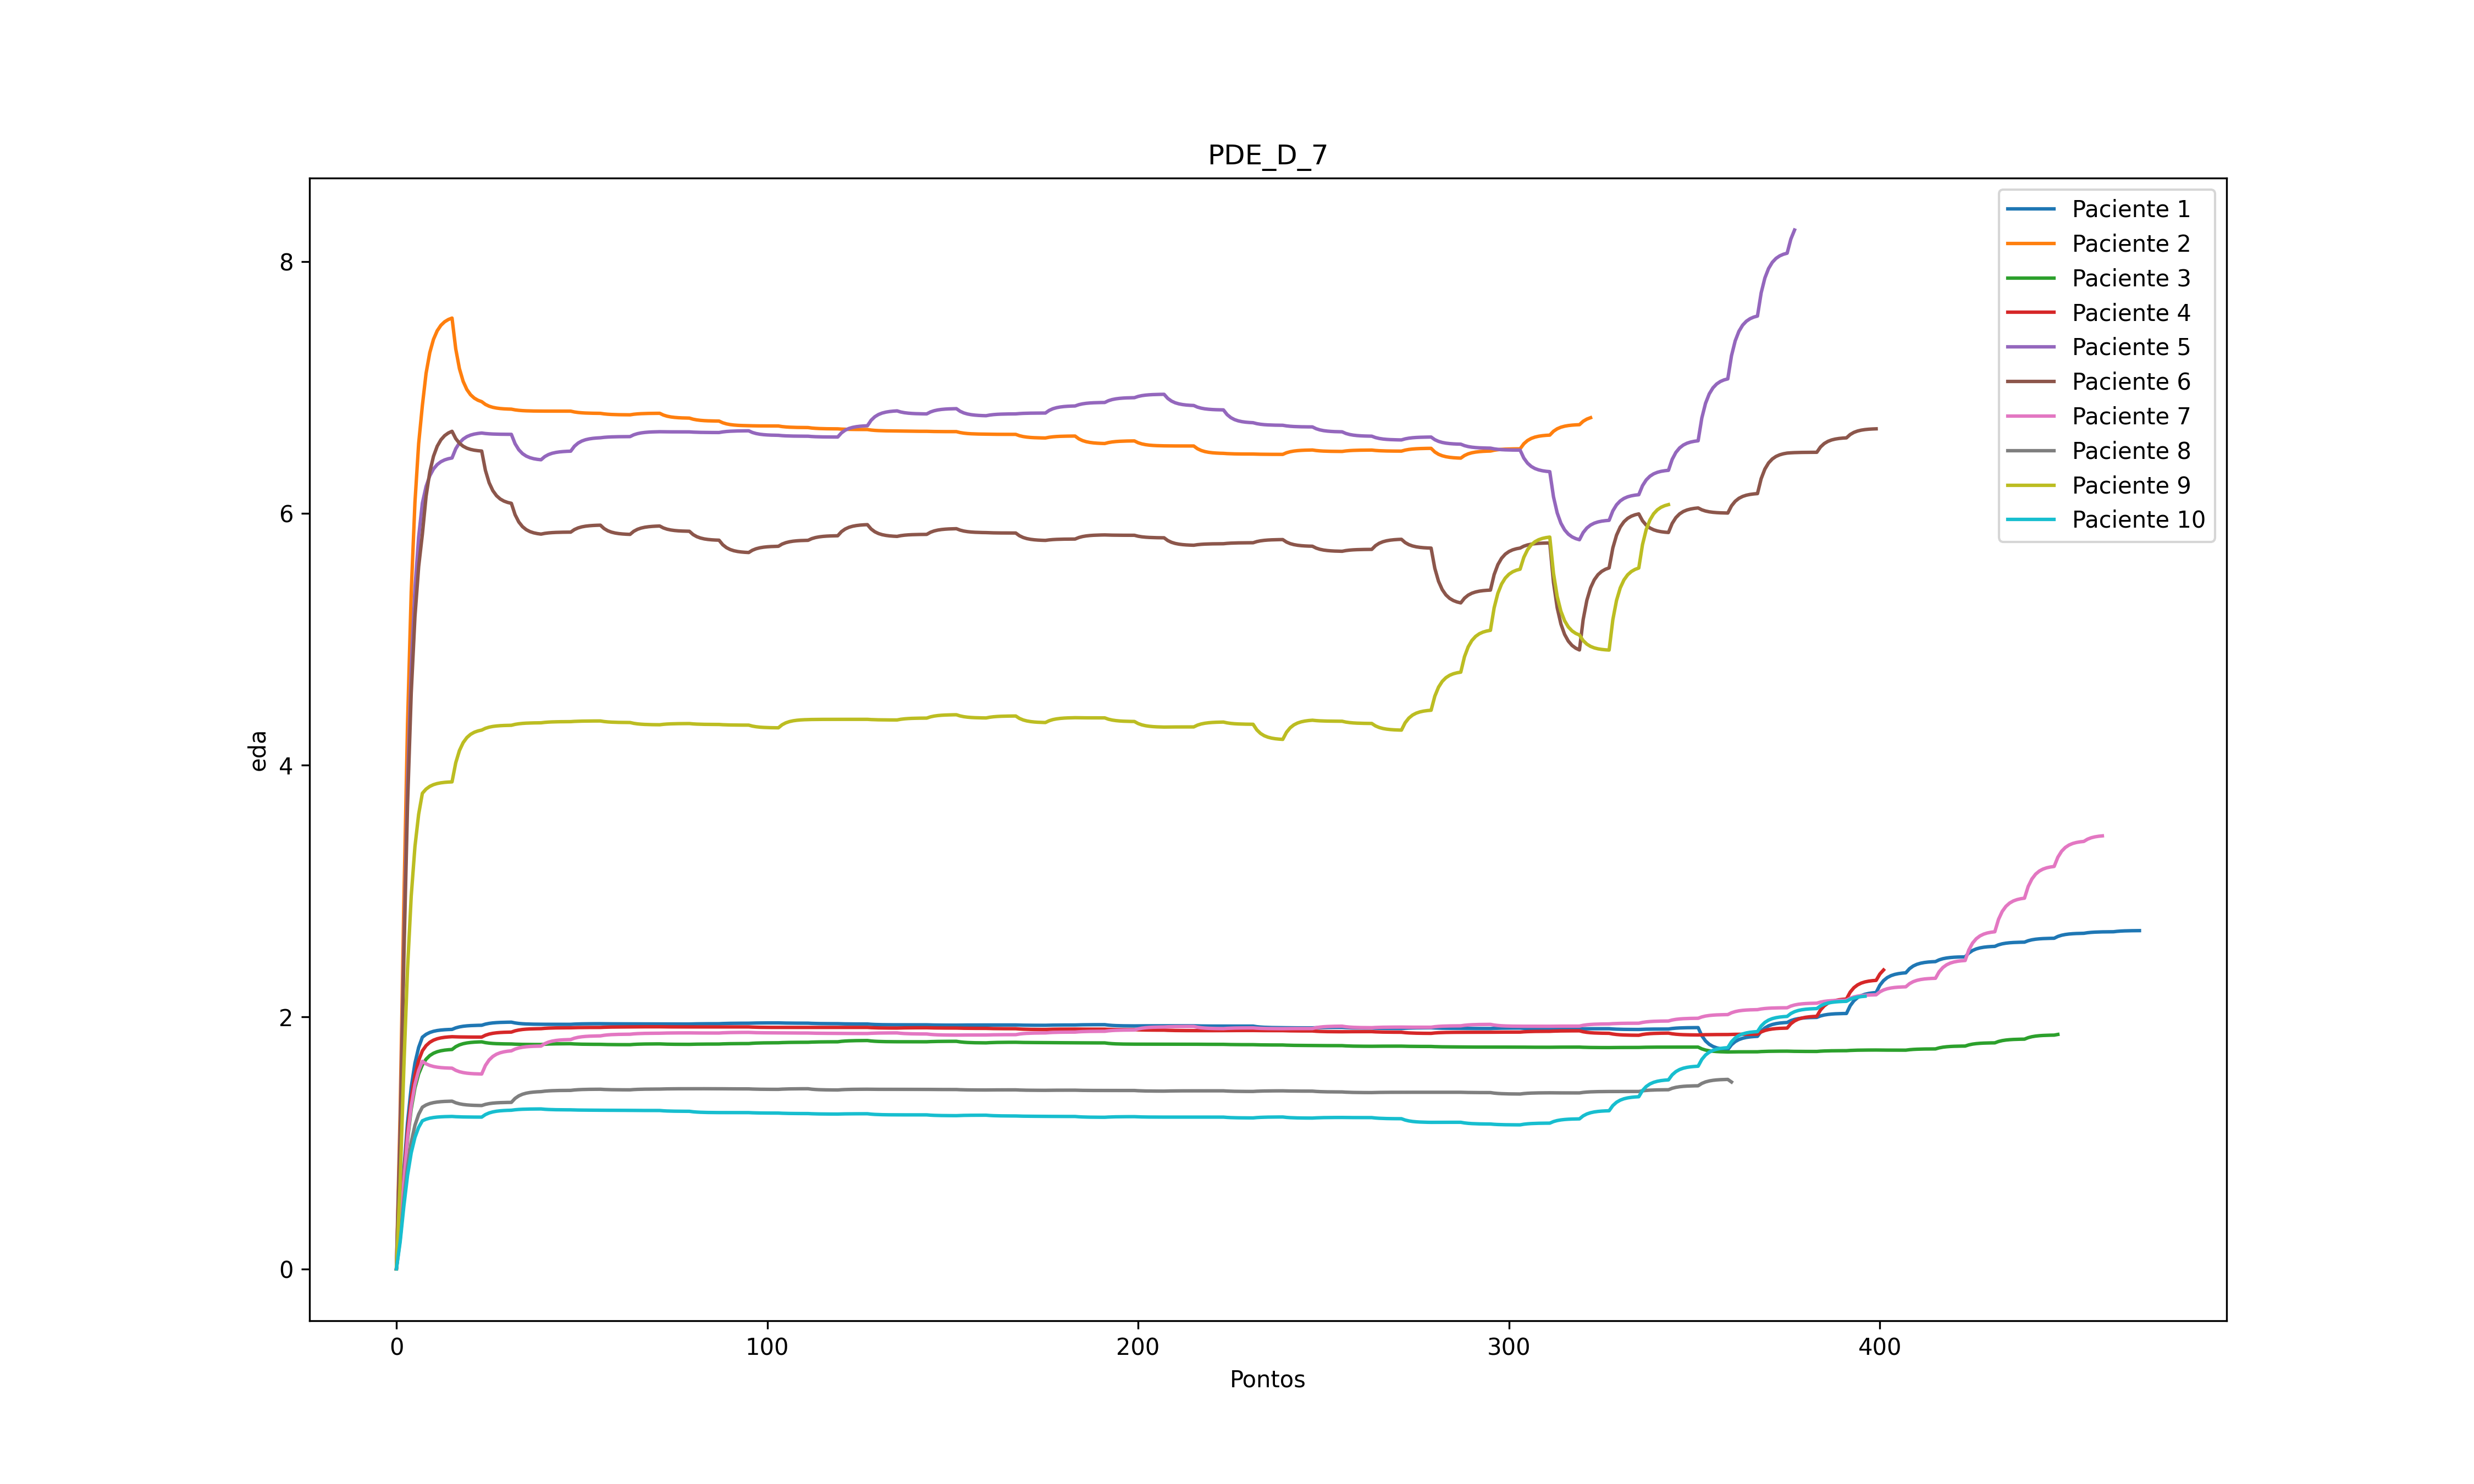 PDE_D_7
Paciente 1
Paciente 2
Paciente 3
Paciente 4
Paciente 5
Paciente 6
Paciente 7
Paciente 8
Paciente 9
Paciente 10
eda
8
6
4
2
0
0 100 200 300 400
Pontos